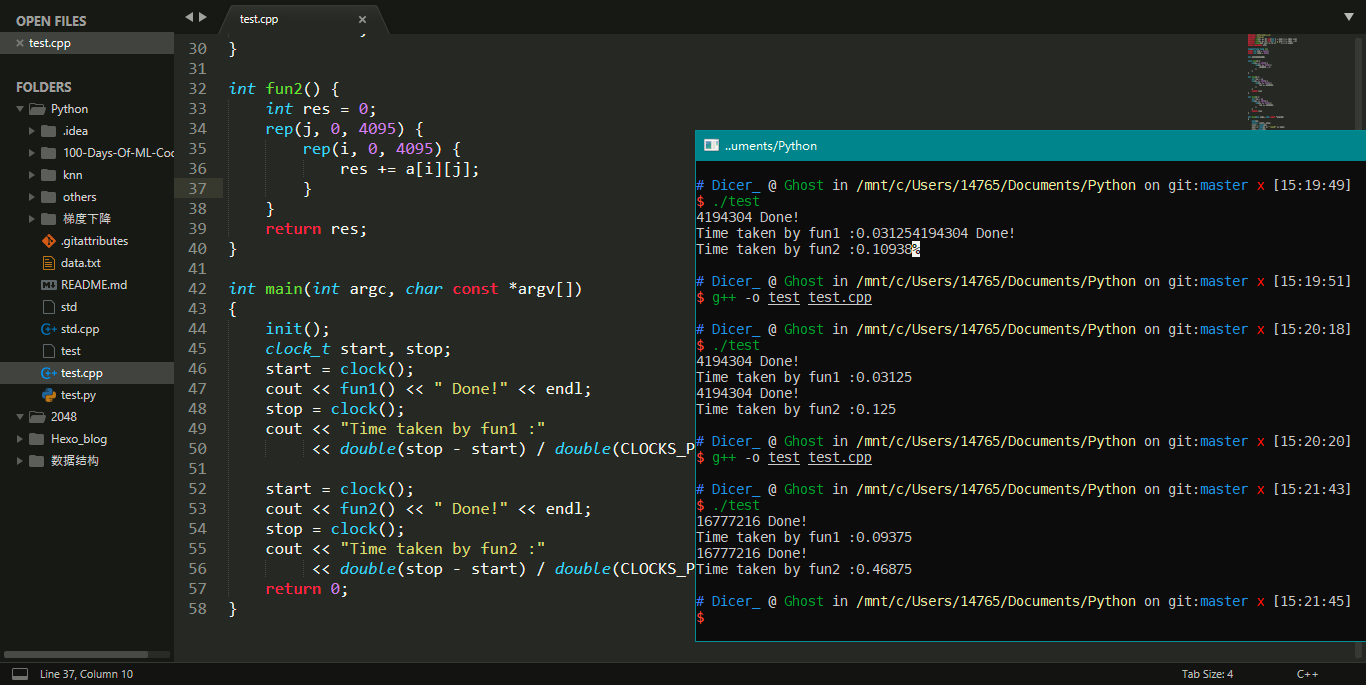 OPEN FILES
test.cpp
FOLDERS
Python
.idea
100-Days-Of-ML-Cod
knn
others
梯度下降
.gitattributes
data.txt
README.md
std
std.cpp
test
test.cpp
test.py
2048
Hexo_blog
数据结构
test.cpp
30 }
31
32 int fun2() {
33 int res = 0;
34 rep(j, 0, 4095) {
35 rep(i, 0, 4095) {
36 res += a[i][j];
37 }
38 }
39 return res;
40 }
41
42 int main(int argc, char const *argv[])
43 {
44 init();
45 clock_t start, stop;
46 start = clock();
47 cout << fun1() << " Done!" << endl;
48 stop = clock();
49 cout << "Time taken by fun1 :"
50 << double(stop - start) / double(CLOCKS_P
51
52 start = clock();
53 cout << fun2() << " Done!" << endl;
54 stop = clock();
55 cout << "Time taken by fun2 :"
56 << double(stop - start) / double(CLOCKS_P
57 return 0;
58 }
..uments/Python
# Dicer_ @ Ghost in /mnt/c/Users/14765/Documents/Python on git:master x [15:19:49]
$ ./test
4194304 Done!
Time taken by fun1 :0.031254194304 Done!
Time taken by fun2 :0.10938%
# Dicer_ @ Ghost in /mnt/c/Users/14765/Documents/Python on git:master x [15:19:51]
$ g++ -o test test.cpp
# Dicer_ @ Ghost in /mnt/c/Users/14765/Documents/Python on git:master x [15:20:18]
$ ./test
4194304 Done!
Time taken by fun1 :0.03125
4194304 Done!
Time taken by fun2 :0.125
# Dicer_ @ Ghost in /mnt/c/Users/14765/Documents/Python on git:master x [15:20:20]
$ g++ -o test test.cpp
# Dicer_ @ Ghost in /mnt/c/Users/14765/Documents/Python on git:master x [15:21:43]
$ ./test
16777216 Done!
Time taken by fun1 :0.09375
16777216 Done!
Time taken by fun2 :0.46875
# Dicer_ @ Ghost in /mnt/c/Users/14765/Documents/Python on git:master x [15:21:45]
$
Line 37, Column 10
Tab Size: 4
C++